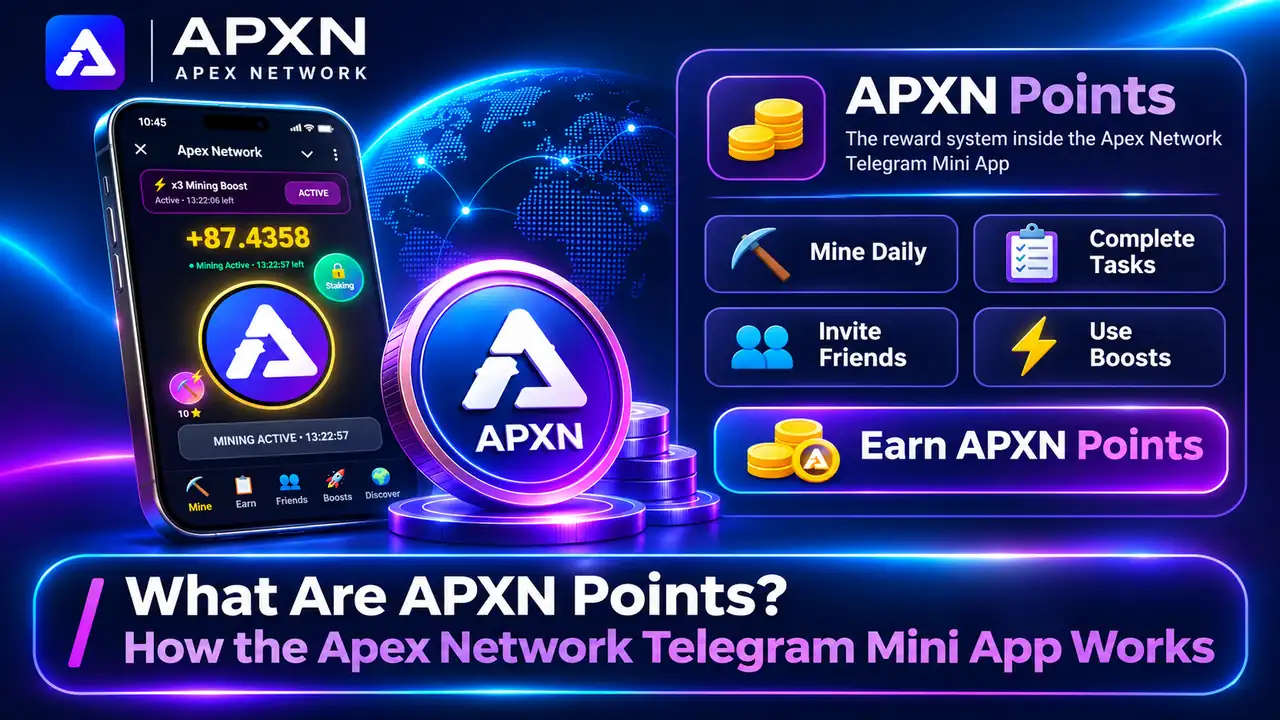 APXN
APEX NETWORK
10:45
Apex Network
x3 Mining Boost
Active • 13:22:06 left
ACTIVE
+87.4358
• Mining Active • 13:22:57 left
Staking
10
MINING ACTIVE • 13:22:57
Mine
Earn
Friends
Boosts
Discover
APXN
APXN Points
The reward system inside the Apex Network
Telegram Mini App
Mine Daily
Complete
Tasks
Invite
Friends
Use
Boosts
Earn APXN Points
What Are APXN Points?
How the Apex Network Telegram Mini App Works